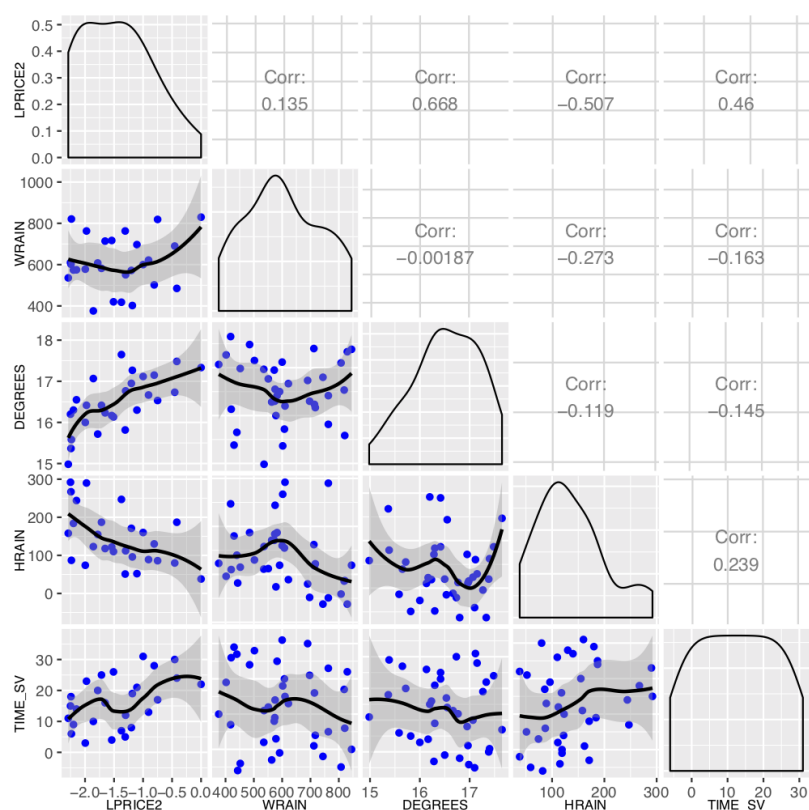 LPRICE2
0.5
0.4
0.3
0.2
0.1
0.0
Corr:
0.135
Corr:
0.668
Corr:
−0.507
Corr:
0.46
WRAIN
1000
800
600
400
Corr:
−0.00187
Corr:
−0.273
Corr:
−0.163
DEGREES
18
17
16
15
Corr:
−0.119
Corr:
−0.145
HRAIN
300
200
100
0
Corr:
0.239
TIME_SV
30
20
10
0
−2.0 −1.5 −1.0 −0.5 0.0 400 500 600 700 800 15 16 17 0 100 200 300 0 10 20 30
LPRICE2 WRAIN DEGREES HRAIN TIME_SV